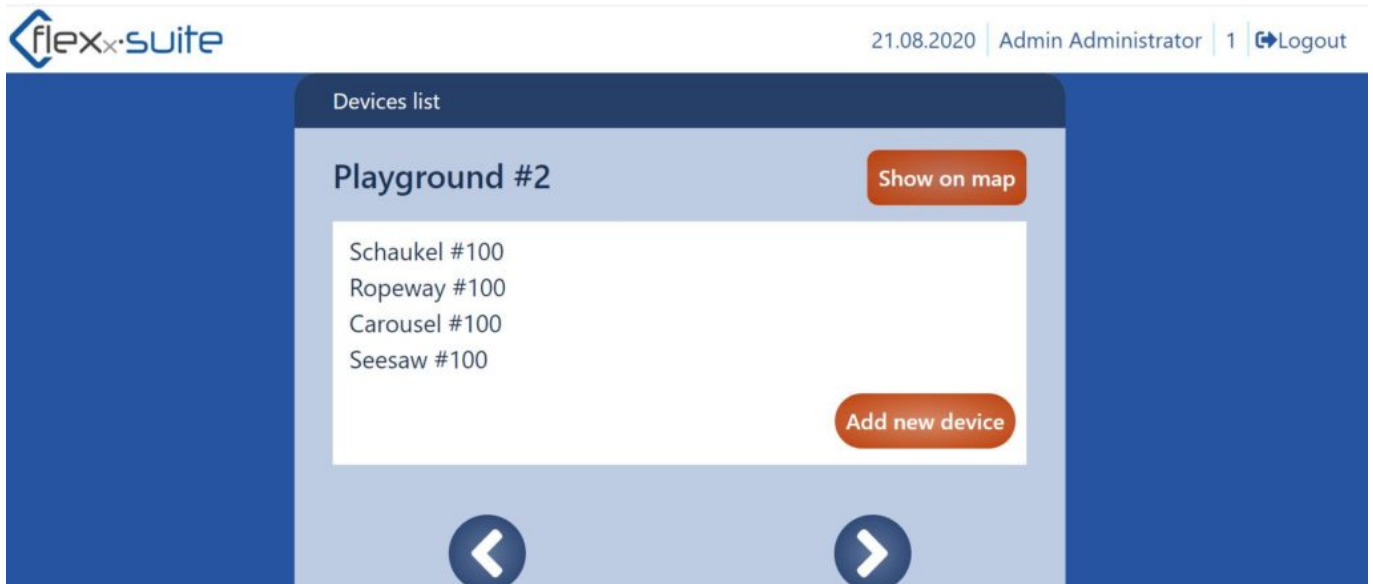 flexx·suite
21.08.2020 Admin Administrator 1 Logout
Devices list
Playground #2
Show on map
Schaukel #100
Ropeway #100
Carousel #100
Seesaw #100
Add new device